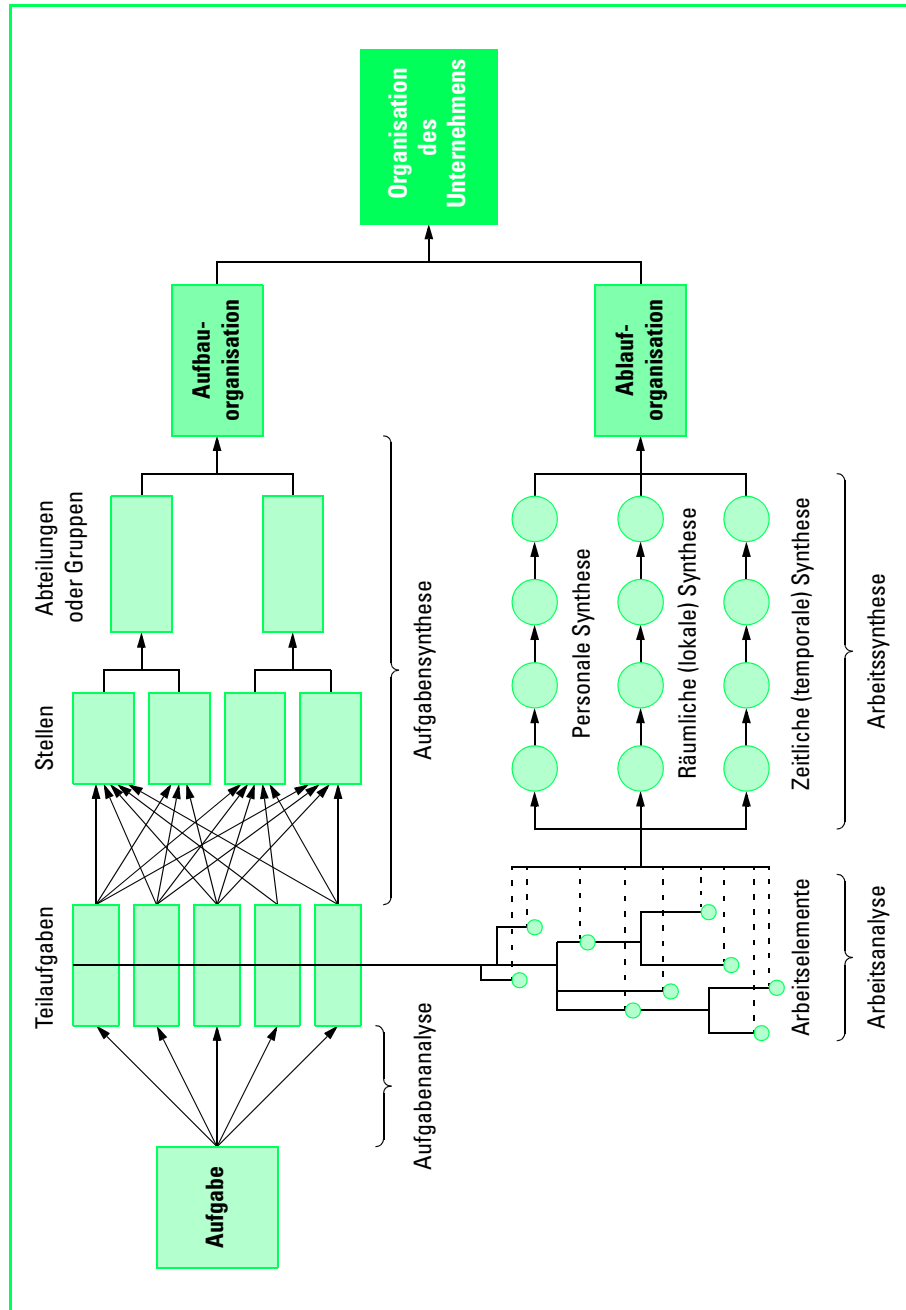 Aufgabe
Aufgabenanalyse
Teilaufgaben
Stellen
Abteilungen
oder Gruppen
Aufgabensynthese
Aufbau-
organisation
Arbeitselemente
Arbeitsanalyse
Personale Synthese
Räumliche (lokale) Synthese
Zeitliche (temporale) Synthese
Arbeitssynthese
Ablauf-
organisation
Organisation
des
Unternehmens